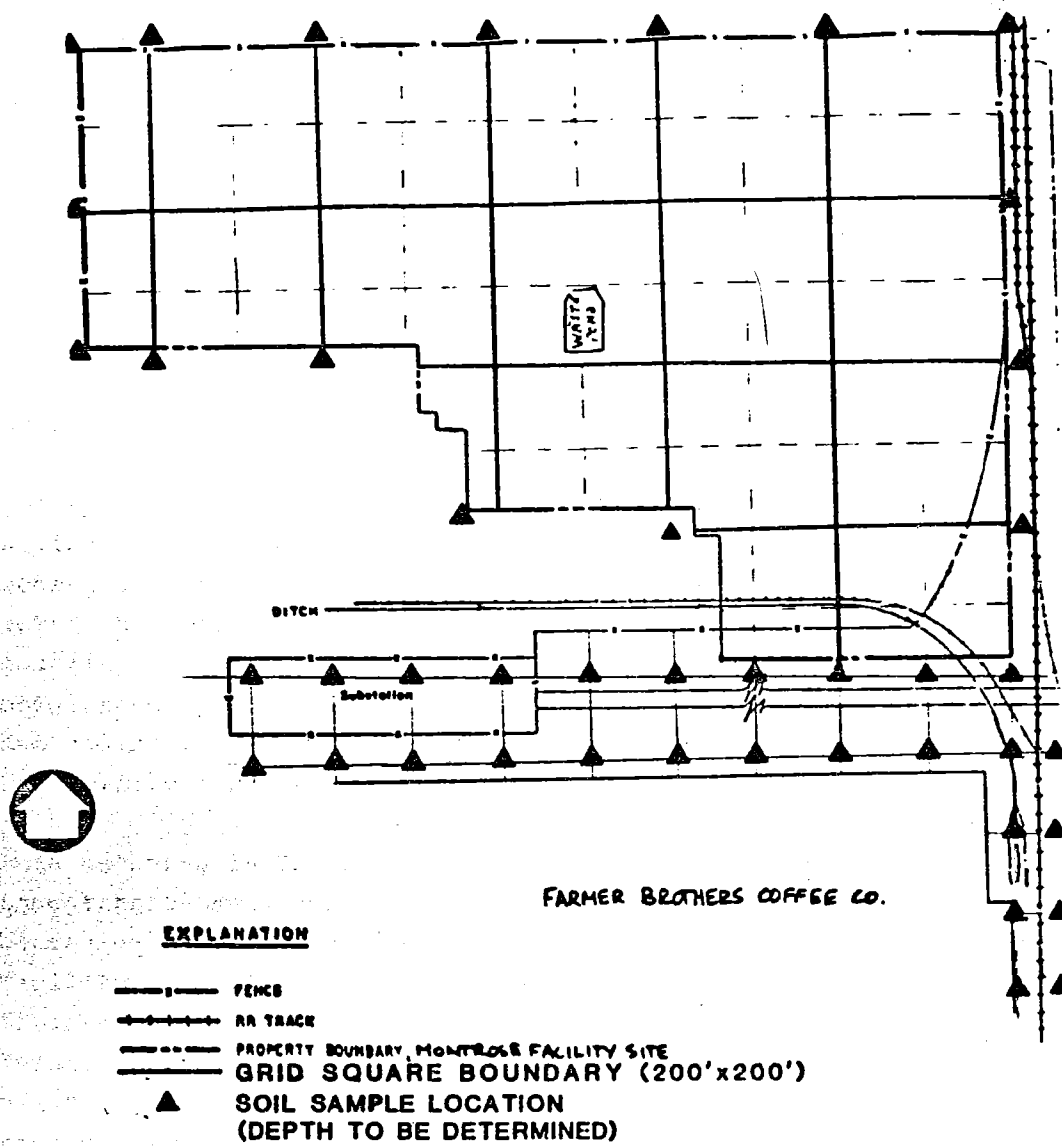 WASTE
POND
DITCH
Substation
FARMER BROTHERS COFFEE CO.
EXPLANATION
FENCE
RR TRACK
PROPERTY BOUNDARY, MONTROSE FACILITY SITE
GRID SQUARE BOUNDARY (200'x200')
SOIL SAMPLE LOCATION
(DEPTH TO BE DETERMINED)